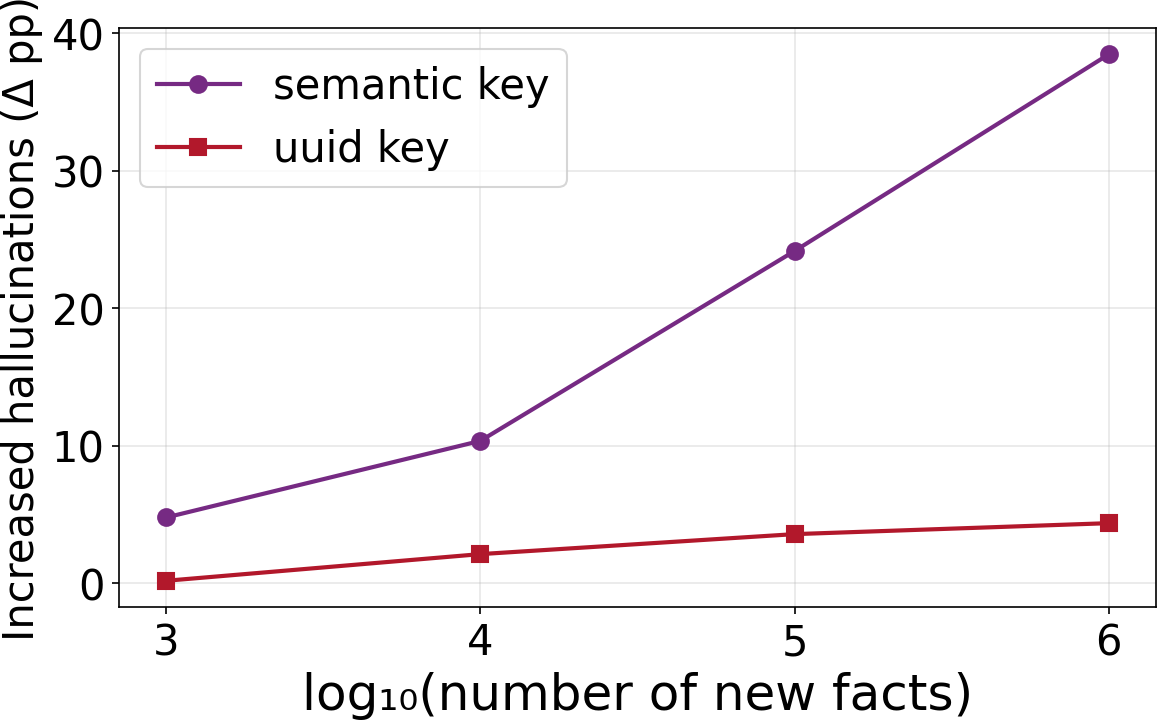 Increased hallucinations (Δ pp)
40
30
20
10
0
semantic key
uuid key
3 4 5 6
log₁₀(number of new facts)